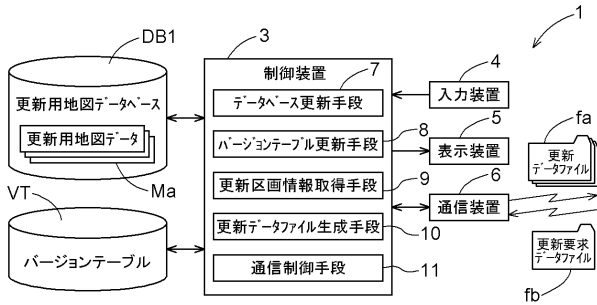 1
DB1
3
制御装置
7
データベース更新手段
4
入力装置
更新用地図データベース
更新用地図データ
Ma
8
バージョンテーブル更新手段
5
表示装置
fa
更新
データファイル
9
更新区画情報取得手段
6
通信装置
VT
バージョンテーブル
更新データファイル生成手段
10
通信制御手段
11
更新要求
データファイル
fb